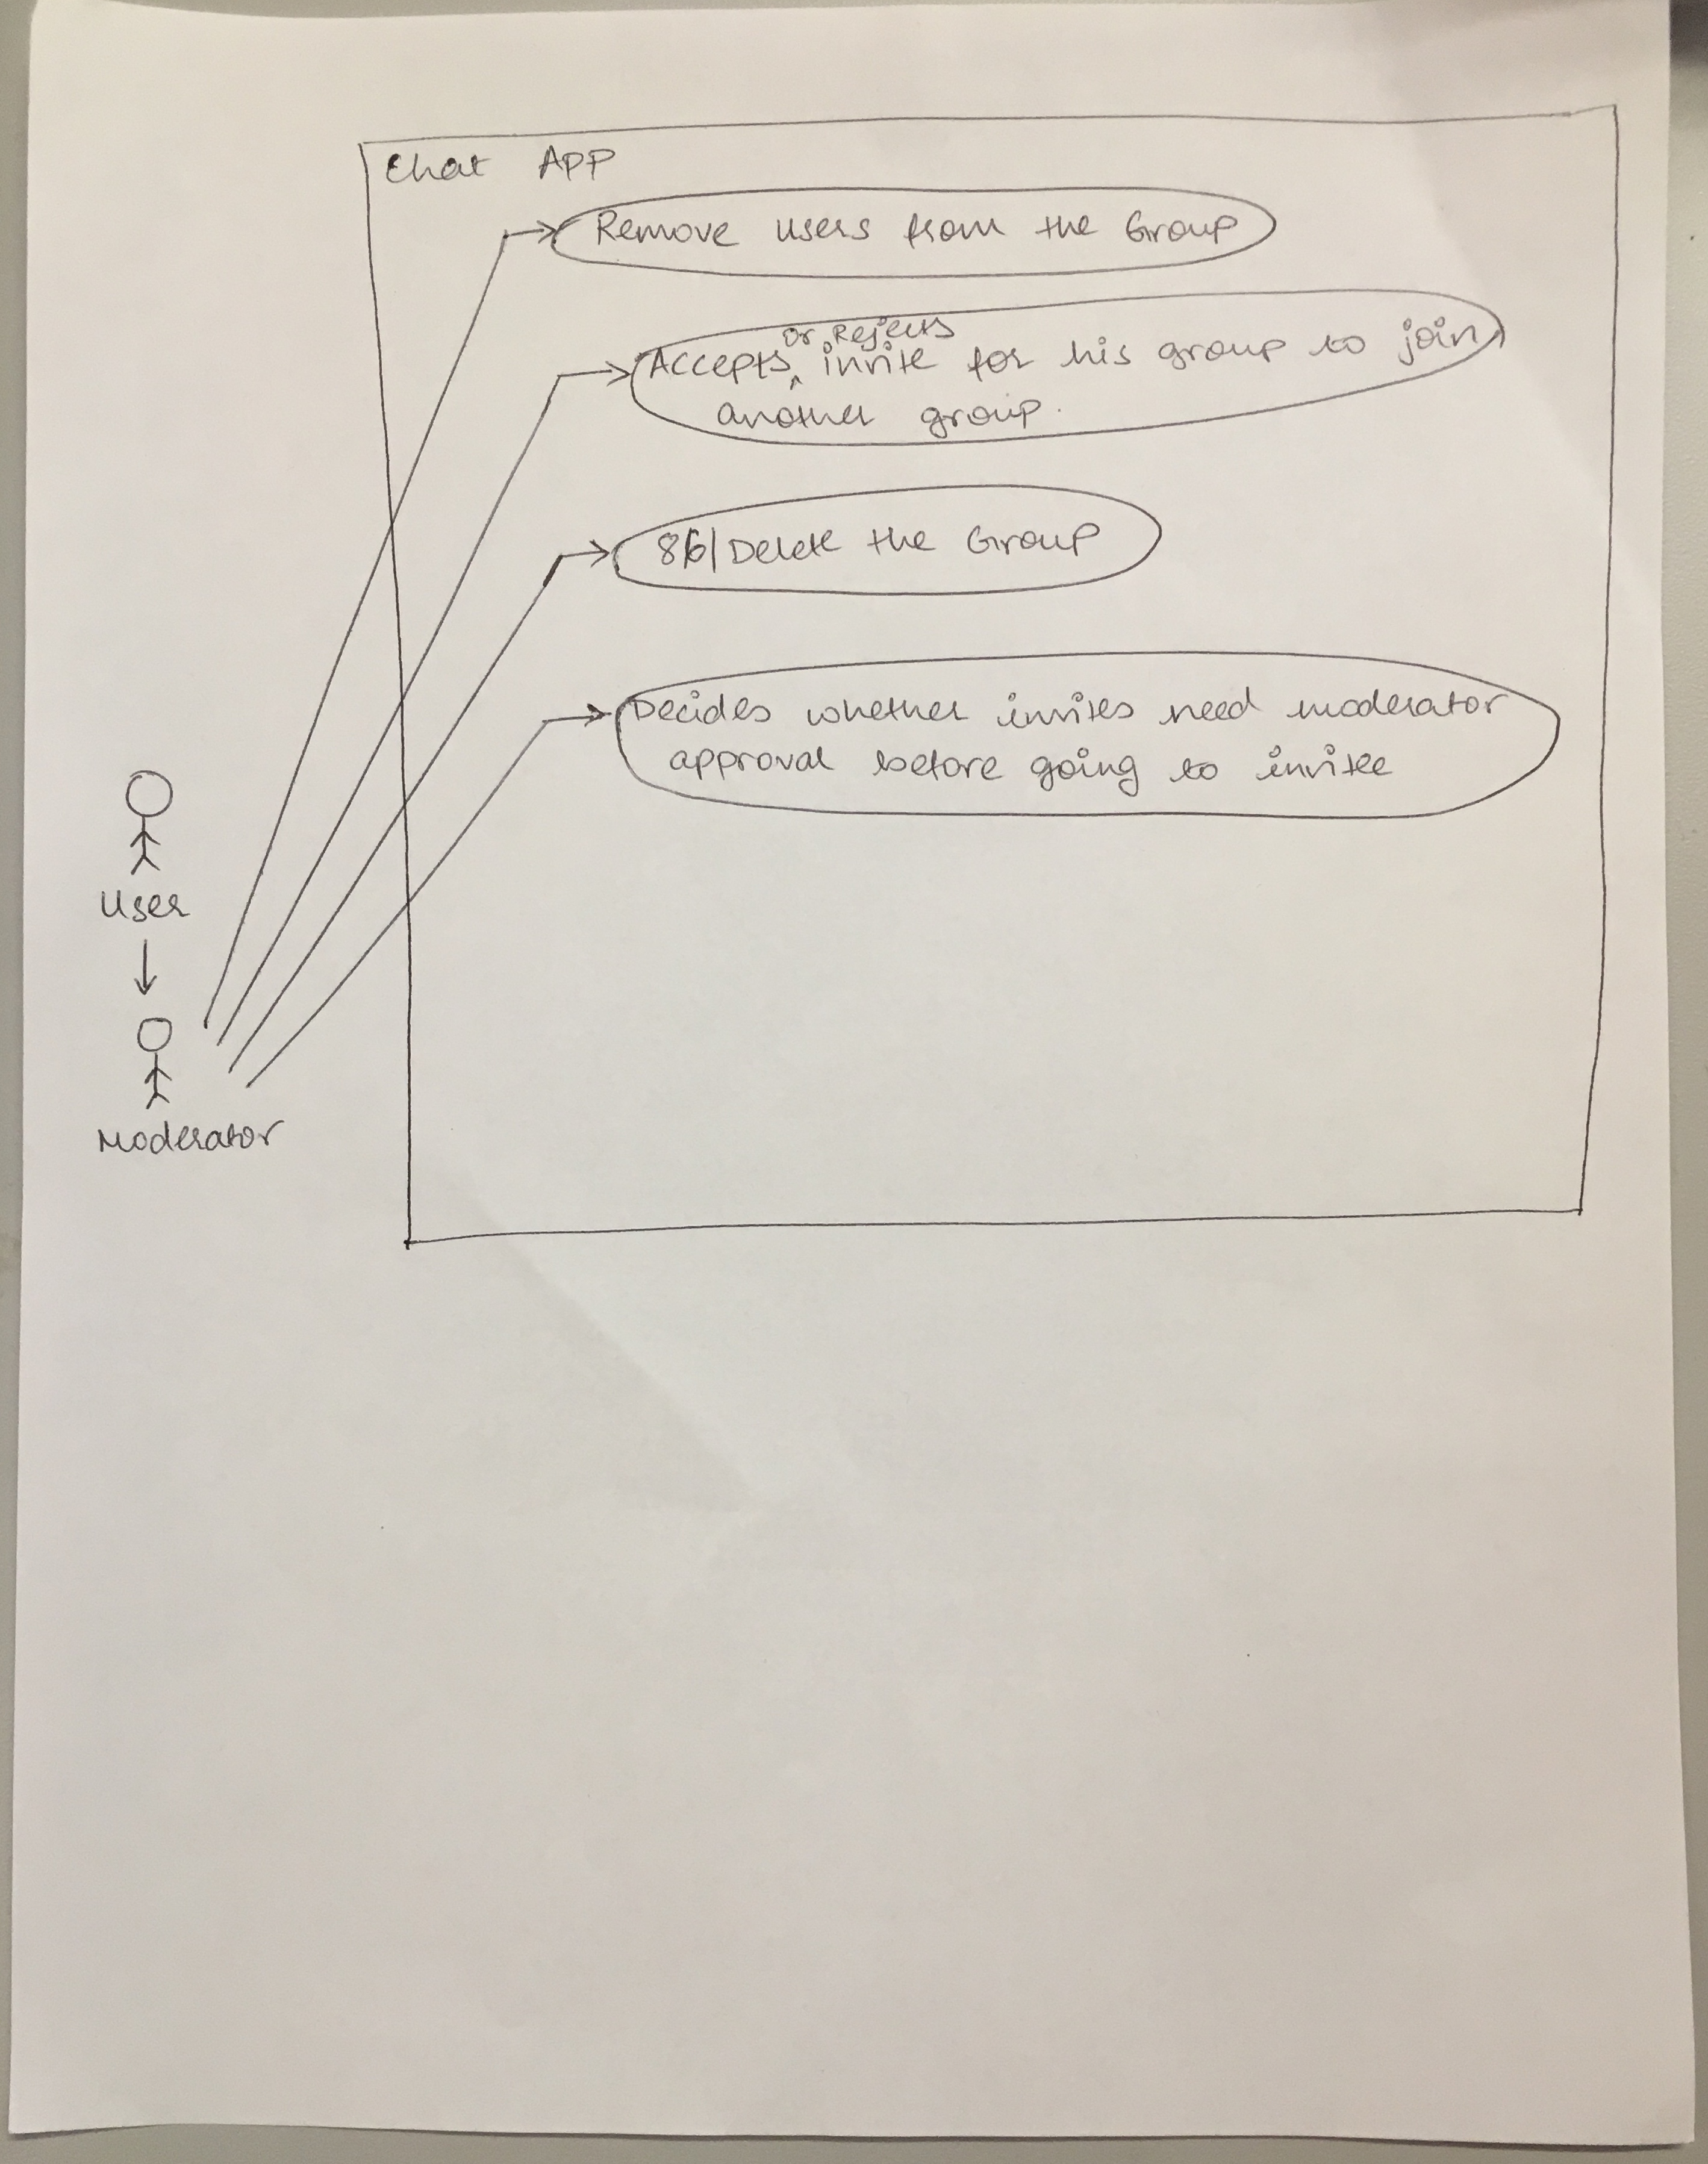 Chat APP
Remove users from the Group
or Rejects
Accepts ^ invite for his group to join
another group.
86/Delete the Group
Decides whether invites need moderator
approval before going to invitee
User
Moderator